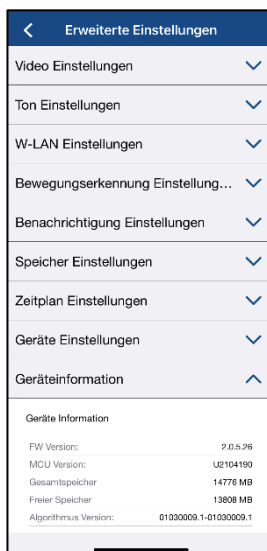 Erweiterte Einstellungen
Video Einstellungen
Ton Einstellungen
W-LAN Einstellungen
Bewegungserkennung Einstellung...
Benachrichtigung Einstellungen
Speicher Einstellungen
Zeitplan Einstellungen
Geräte Einstellungen
Geräteinformation
Geräte Information
FW Version: 2.0.5.26
MCU Version: U2104190
Gesamtspeicher 14776 MB
Freier Speicher 13808 MB
Algorithmus Version: 01030009.1-01030009.1